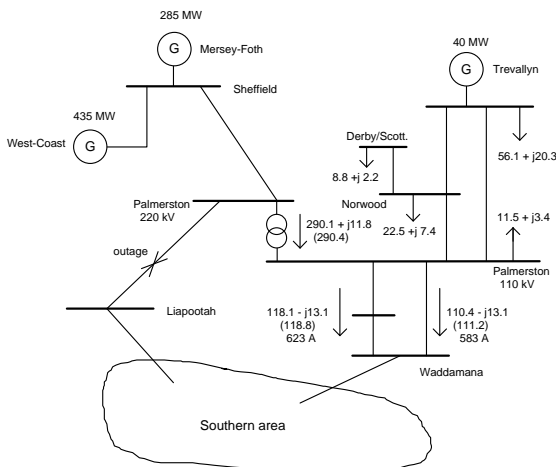 285 MW
G
Mersey-Foth
Sheffield
435 MW
West-Coast
G
40 MW
G
Trevallyn
Derby/Scott.
56.1 + j20.3
8.8 +j 2.2
Norwood
22.5 +j 7.4
11.5 + j3.4
Palmerston
220 kV
290.1 + j11.8
(290.4)
outage
Palmerston
110 kV
Liapootah
118.1 - j13.1
(118.8)
623 A
110.4 - j13.1
(111.2)
583 A
Waddamana
Southern area